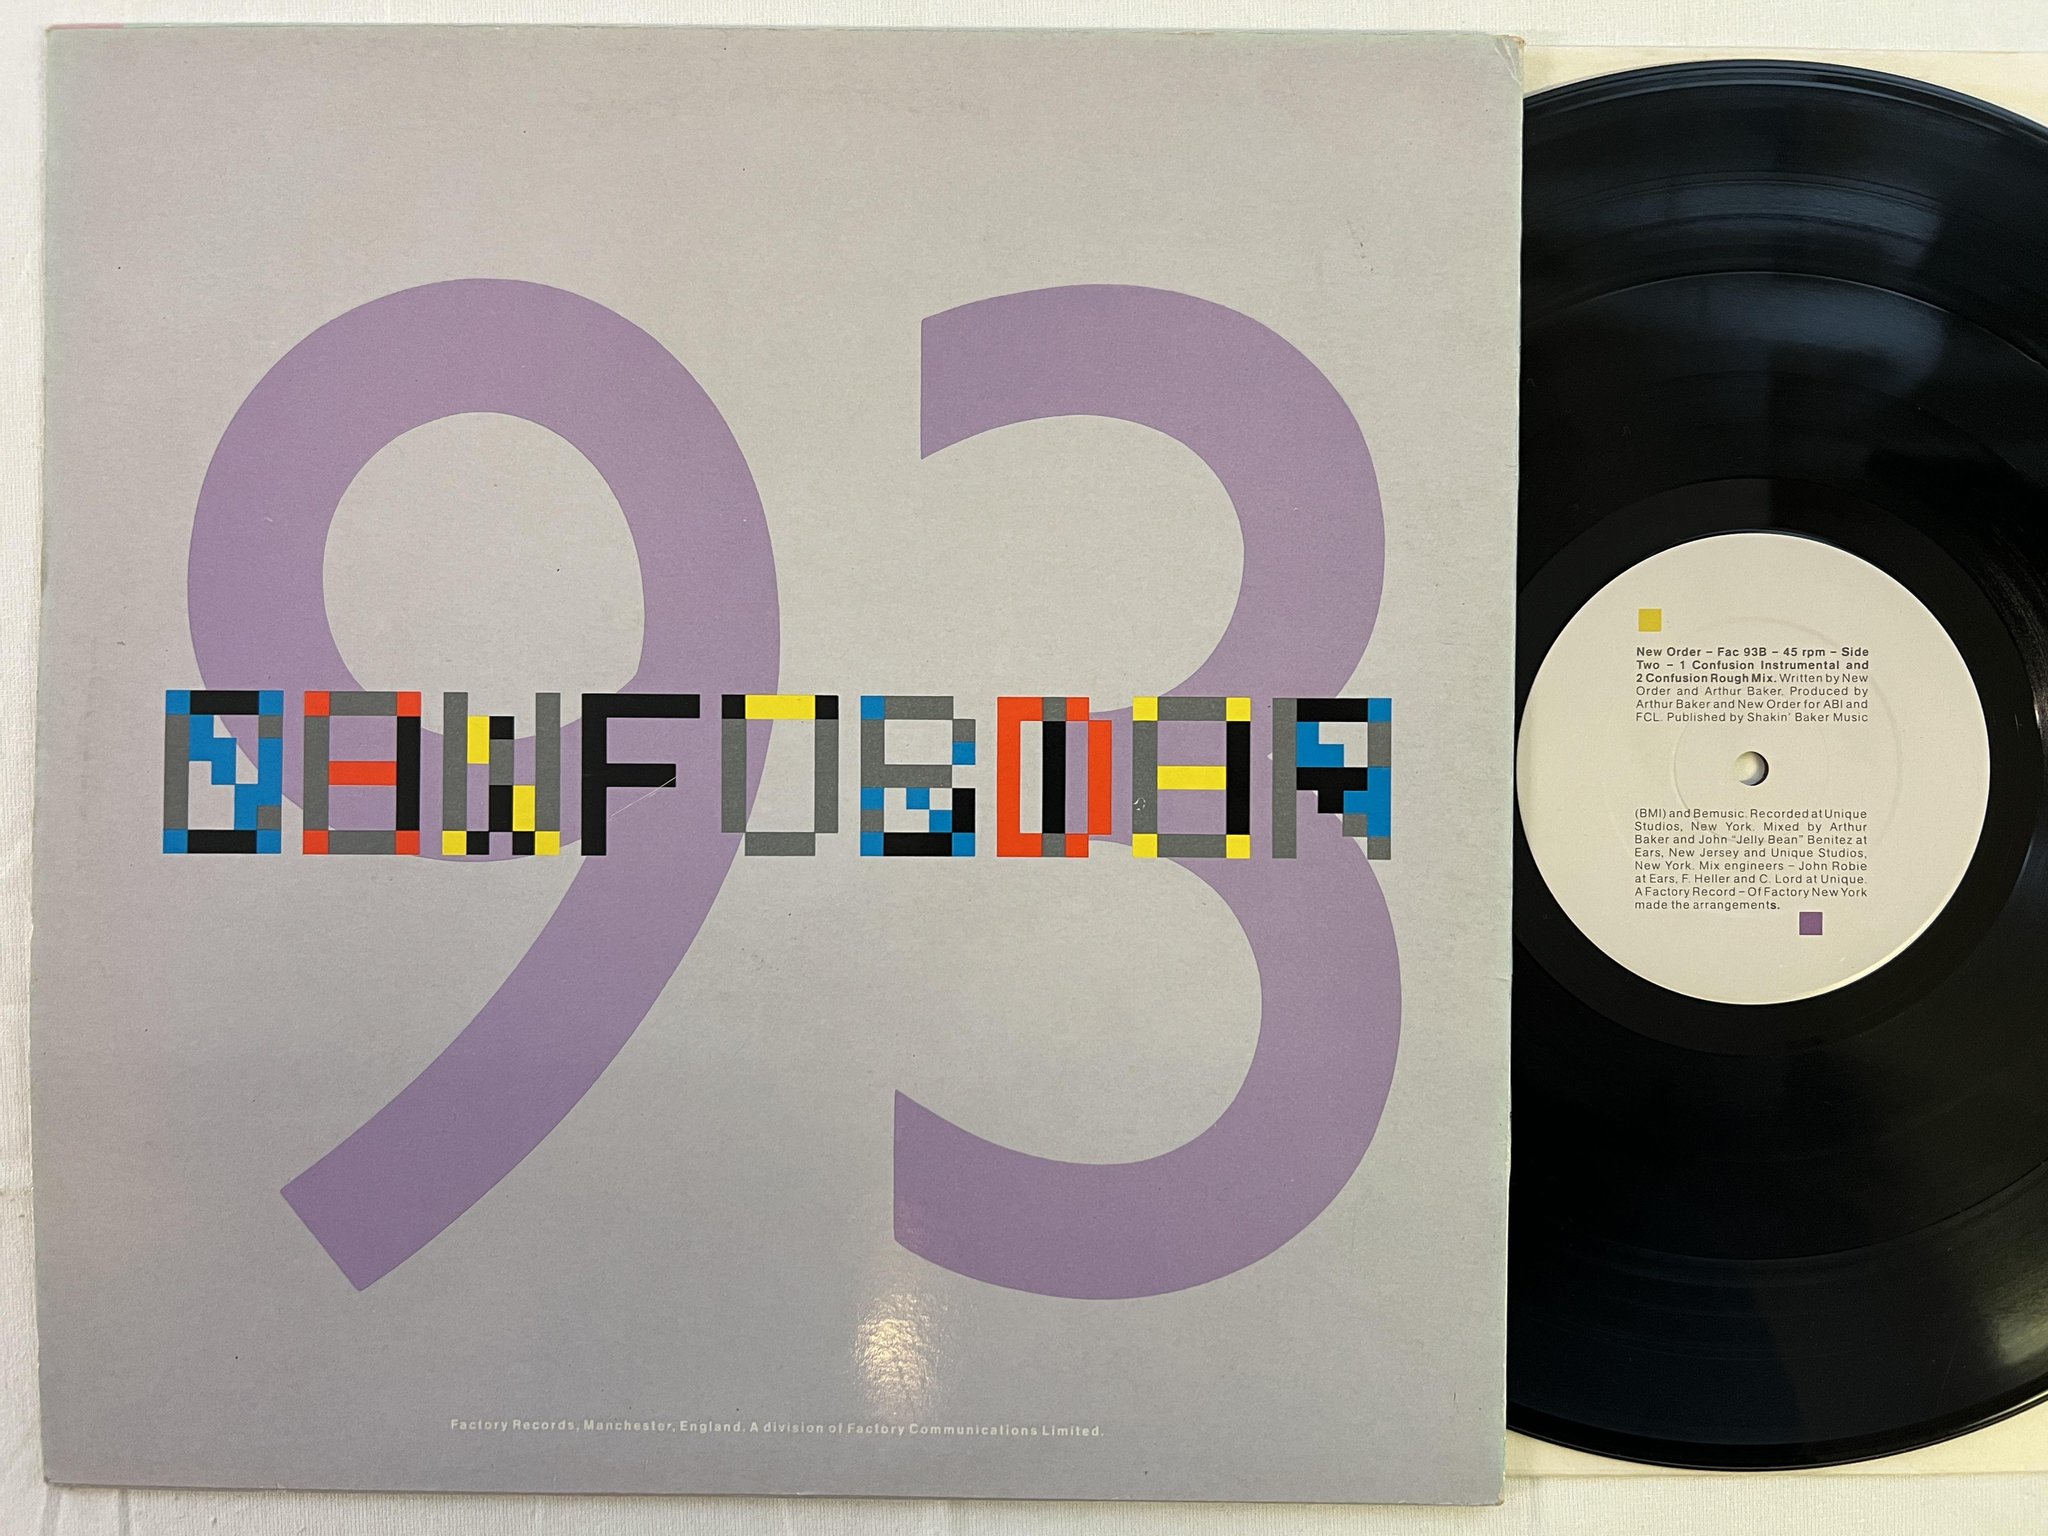 93
NEW ORDER
CONFUSION
Factory Records, Manchester, England. A division of Factory Communications Limited.
New Order – Fac 93B – 45 rpm – Side
Two – 1 Confusion Instrumental and
2 Confusion Rough Mix. Written by New
Order and Arthur Baker. Produced by
Arthur Baker and New Order for ABI and
FCL. Published by Shakin' Baker Music
(BMI) and Bemusic. Recorded at Unique
Studios, New York. Mixed by Arthur
Baker and John "Jelly Bean" Benitez at
Ears, New Jersey and Unique Studios,
New York. Mix engineers – John Robie
at Ears, F. Heller and C. Lord at Unique.
A Factory Record – Of Factory New York
made the arrangements.